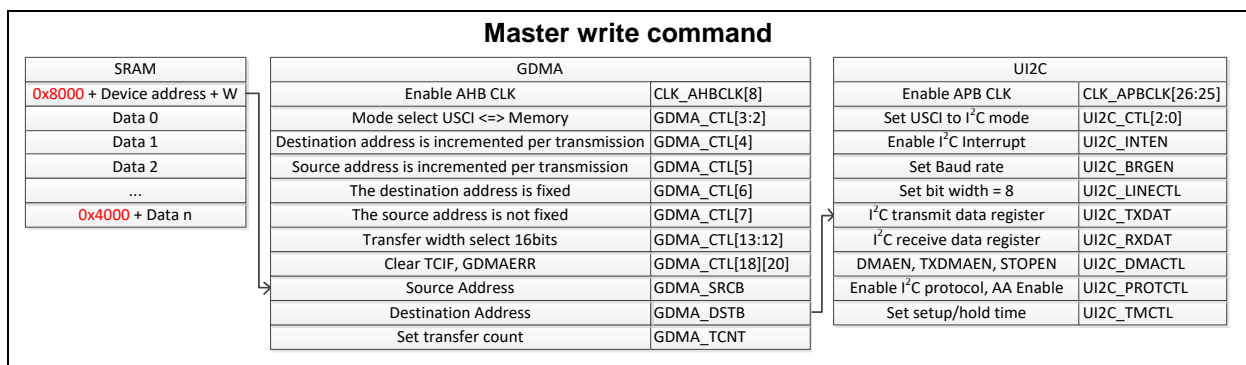 Master write command
SRAM
0x8000 + Device address + W
Data 0
Data 1
Data 2
...
0x4000 + Data n
GDMA
Enable AHB CLK CLK_AHBCLK[8]
Mode select USCI <=> Memory GDMA_CTL[3:2]
Destination address is incremented per transmission GDMA_CTL[4]
Source address is incremented per transmission GDMA_CTL[5]
The destination address is fixed GDMA_CTL[6]
The source address is not fixed GDMA_CTL[7]
Transfer width select 16bits GDMA_CTL[13:12]
Clear TCIF, GDMAERR GDMA_CTL[18][20]
Source Address GDMA_SRCB
Destination Address GDMA_DSTB
Set transfer count GDMA_TCNT
UI2C
Enable APB CLK CLK_APBCLK[26:25]
Set USCI to I²C mode UI2C_CTL[2:0]
Enable I²C Interrupt UI2C_INTEN
Set Baud rate UI2C_BRGEN
Set bit width = 8 UI2C_LINECTL
I²C transmit data register UI2C_TXDAT
I²C receive data register UI2C_RXDAT
DMAEN, TXDMAEN, STOPEN UI2C_DMACTL
Enable I²C protocol, AA Enable UI2C_PROTCTL
Set setup/hold time UI2C_TMCTL